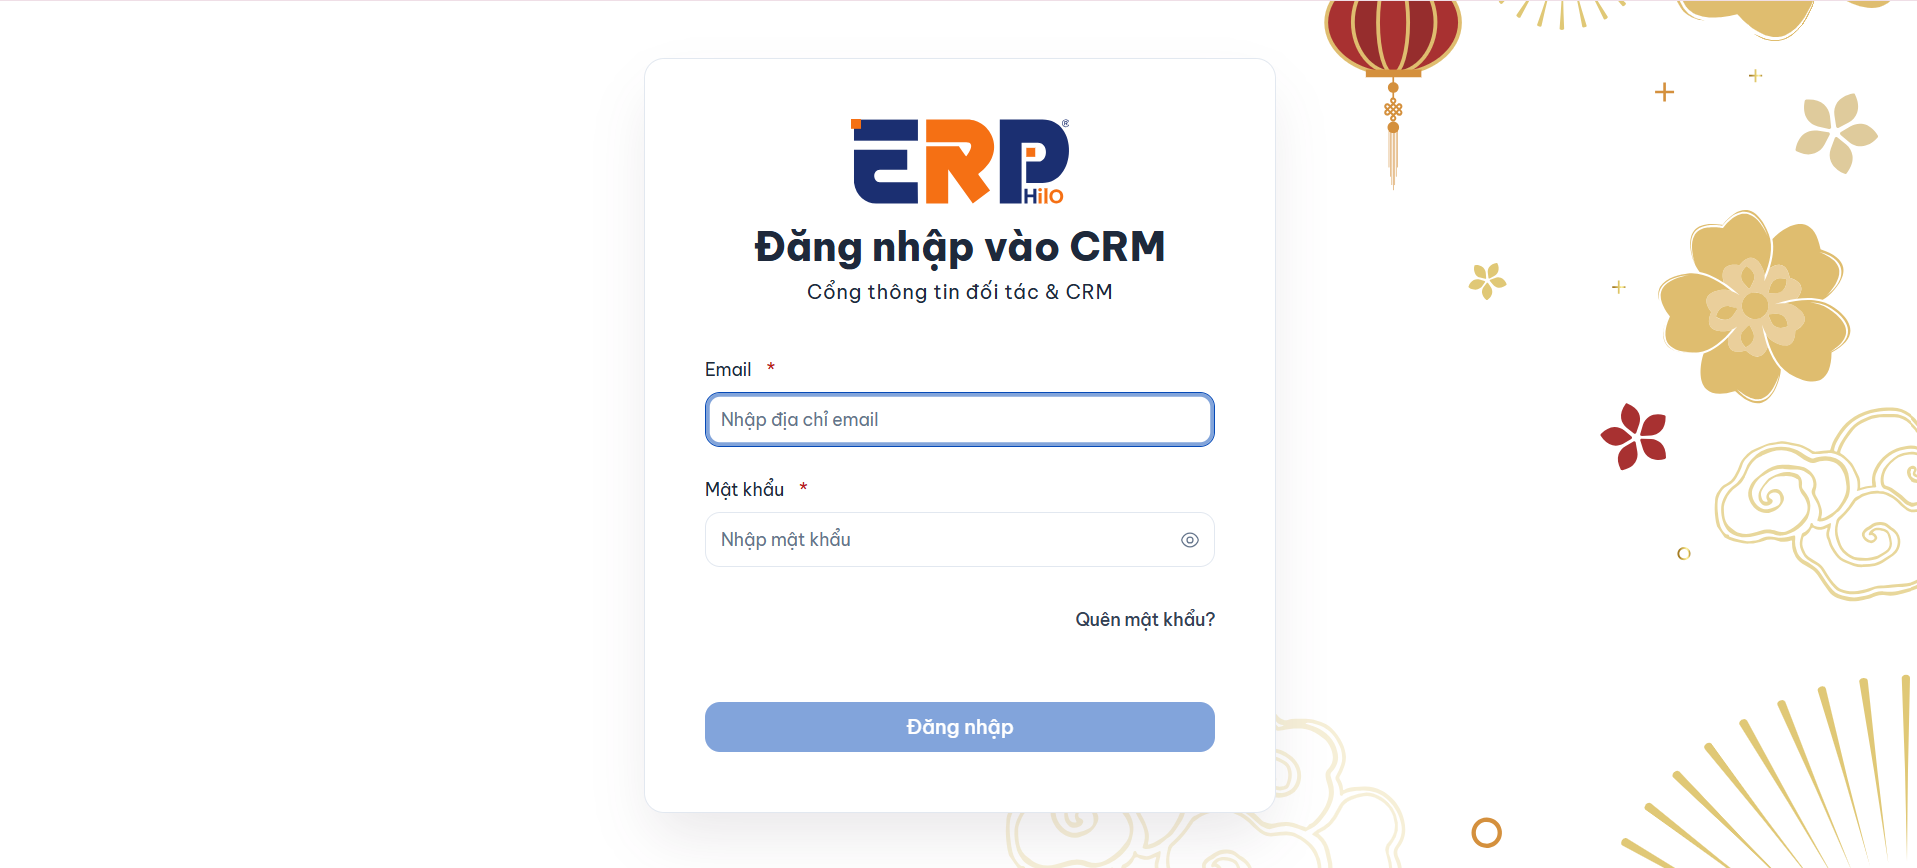 ERP®
HilO
Đăng nhập vào CRM
Cổng thông tin đối tác & CRM
Email *
Nhập địa chỉ email
Mật khẩu *
Nhập mật khẩu
Quên mật khẩu?
Đăng nhập